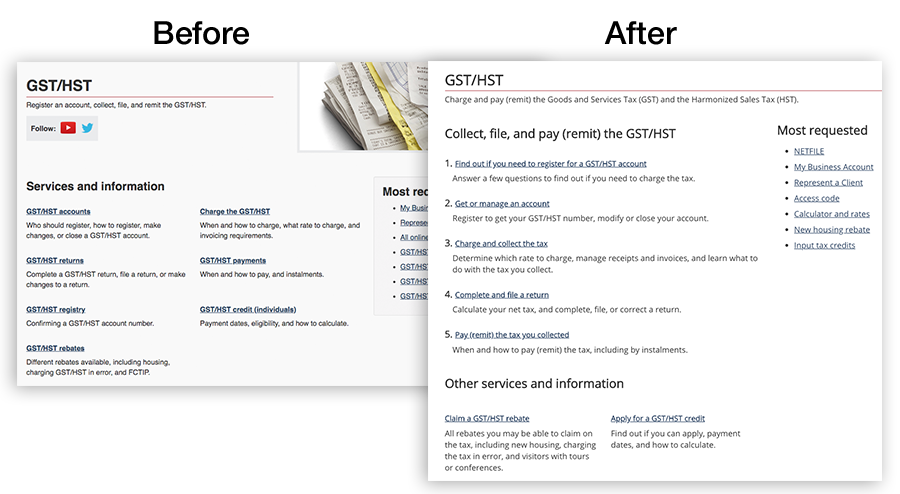 Before
After
GST/HST
Register an account, collect, file, and remit the GST/HST.
Follow:
Services and information
GST/HST accounts
Who should register, how to register, make
changes, or close a GST/HST account.
Charge the GST/HST
When and how to charge, what rate to charge, and
invoicing requirements.
GST/HST returns
Complete a GST/HST return, file a return, or make
changes to a return.
GST/HST payments
When and how to pay, and instalments.
GST/HST registry
Confirming a GST/HST account number.
GST/HST credit (individuals)
Payment dates, eligibility, and how to calculate.
GST/HST rebates
Different rebates available, including housing,
charging GST/HST in error, and FCTIP.
Most
My
All
GST/HST
GST/HST
GST/HST
GST/HST
GST/HST
Charge and pay (remit) the Goods and Services Tax (GST) and the Harmonized Sales Tax (HST).
Collect, file, and pay (remit) the GST/HST
1. Find out if you need to register for a GST/HST account
Answer a few questions to find out if you need to charge the tax.
2. Get or manage an account
Register to get your GST/HST number, modify or close your account.
3. Charge and collect the tax
Determine which rate to charge, manage receipts and invoices, and learn what to
do with the tax you collect.
4. Complete and file a return
Calculate your net tax, and complete, file, or correct a return.
5. Pay (remit) the tax you collected
When and how to pay (remit) the tax, including by instalments.
Most requested
NETFILE
My Business Account
Represent a Client
Access code
Calculator and rates
New housing rebate
Input tax credits
Other services and information
Claim a GST/HST rebate
All rebates you may be able to claim on
the tax, including new housing, charging
the tax in error, and visitors with tours
or conferences.
Apply for a GST/HST credit
Find out if you can apply, payment
dates, and how to calculate.